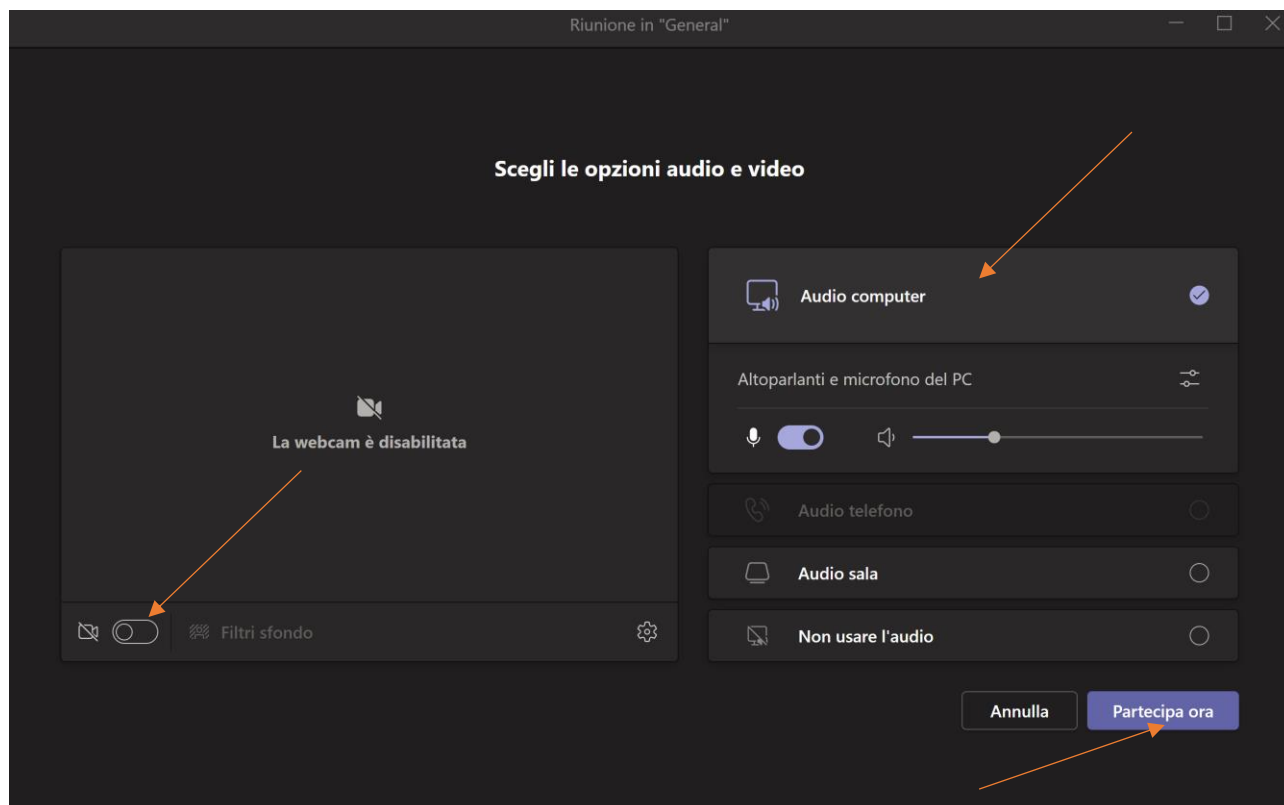 Riunione in "General"
Scegli le opzioni audio e video
La webcam è disabilitata
Filtri sfondo
Audio computer
Altoparlanti e microfono del PC
Audio telefono
Audio sala
Non usare l'audio
Annulla
Partecipa ora